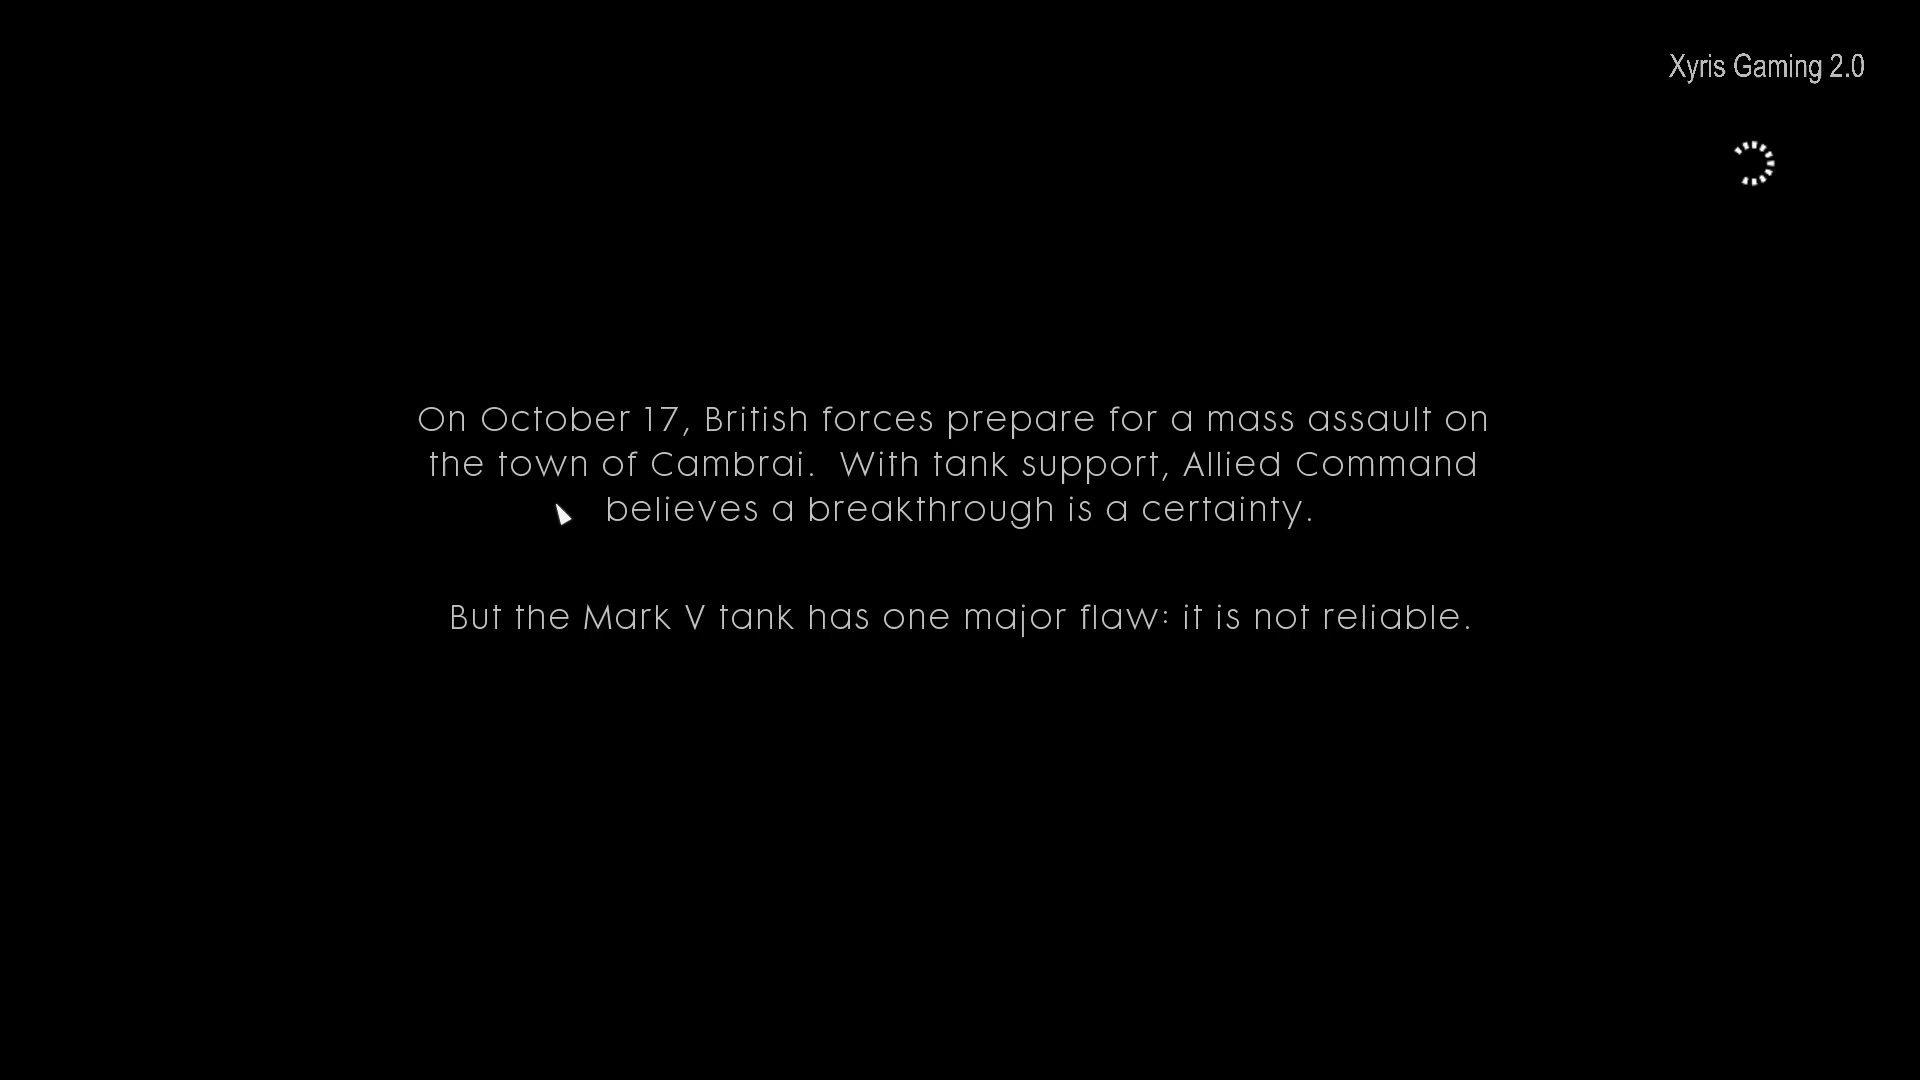 Xyris Gaming 2.0
On October 17, British forces prepare for a mass assault on
the town of Cambrai.  With tank support, Allied Command
believes a breakthrough is a certainty.
But the Mark V tank has one major flaw: it is not reliable.